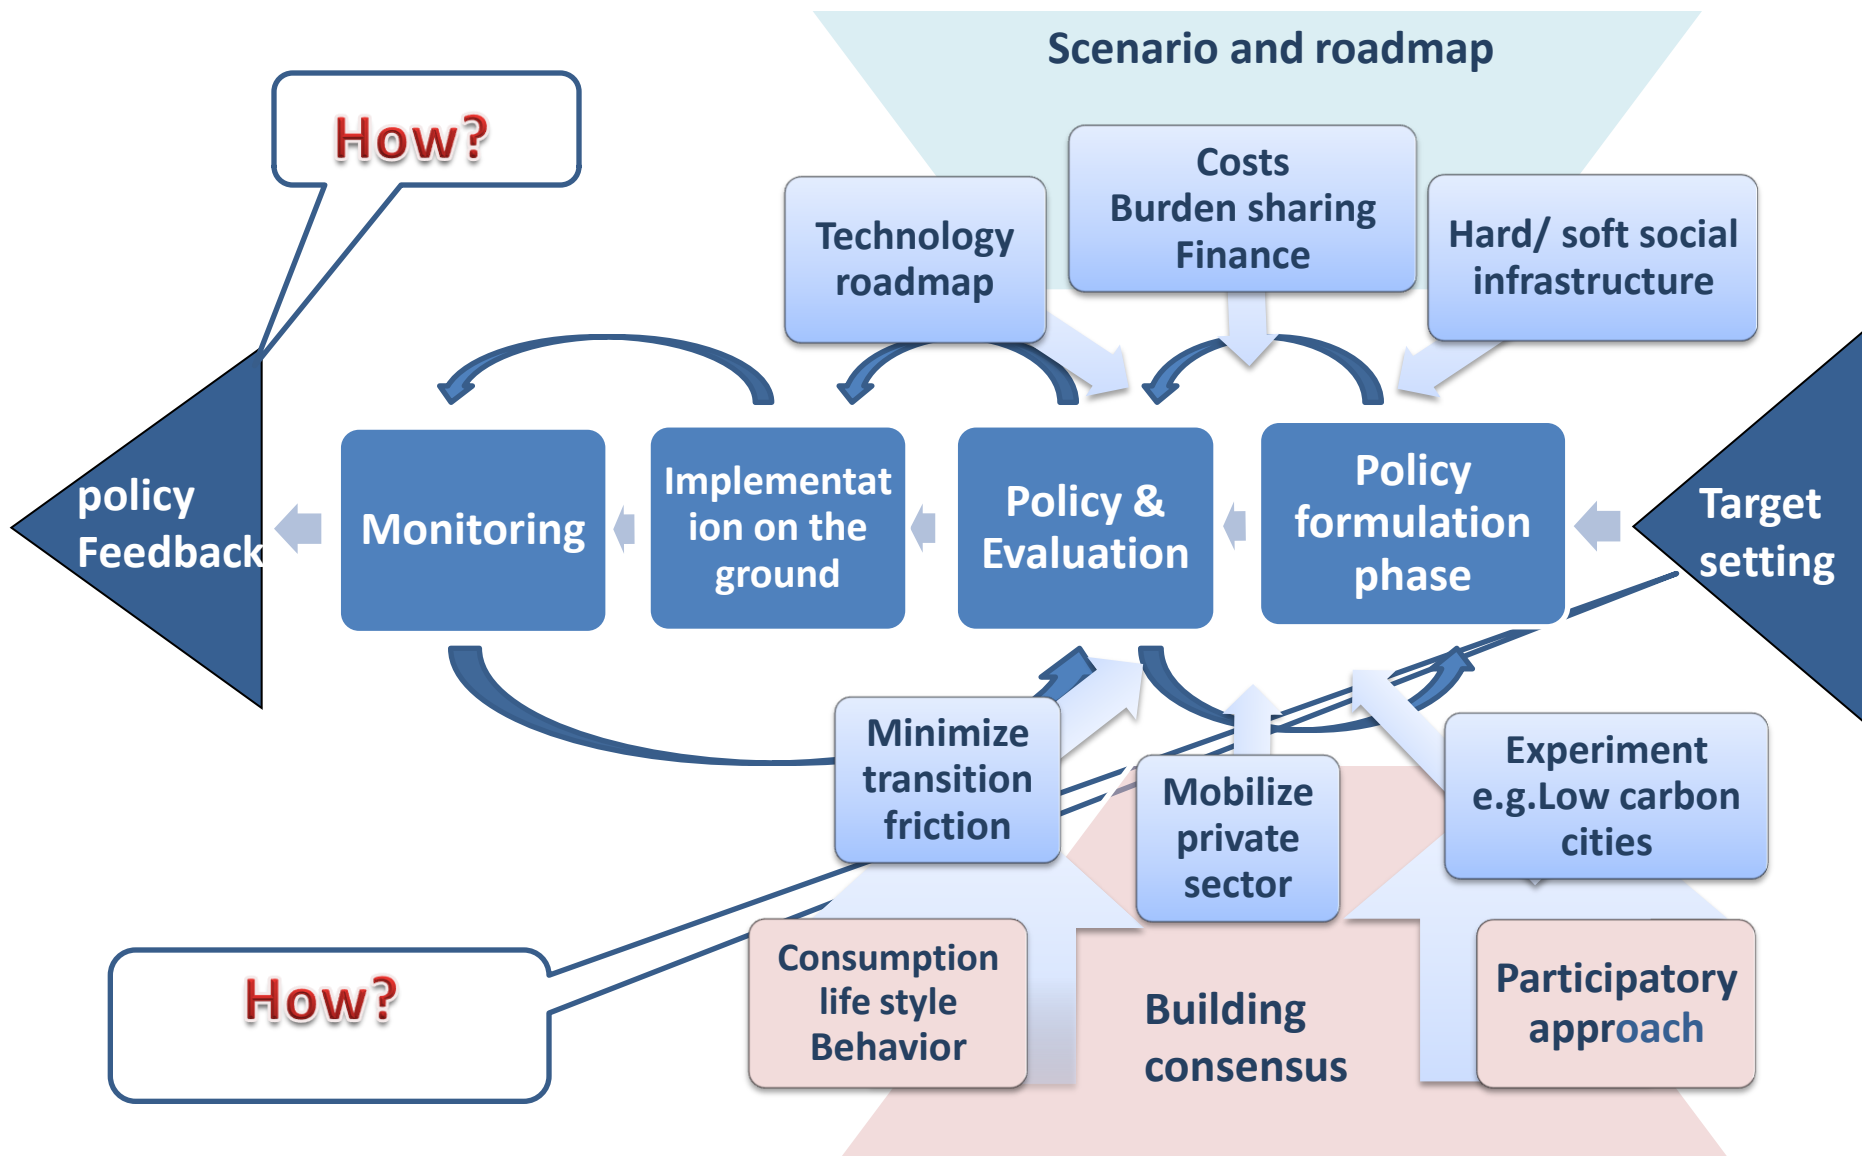 Scenario and roadmap
How?
Costs
Burden sharing
Finance
Technology
roadmap
Hard/ soft social
infrastructure
policy
Feedback
Monitoring
Implementat
ion on the
ground
Policy &
Evaluation
Policy
formulation
phase
Target
setting
Minimize
transition
friction
Mobilize
private
sector
Experiment
e.g.Low carbon
cities
How?
Consumption
life style
Behavior
Building
consensus
Participatory
approach